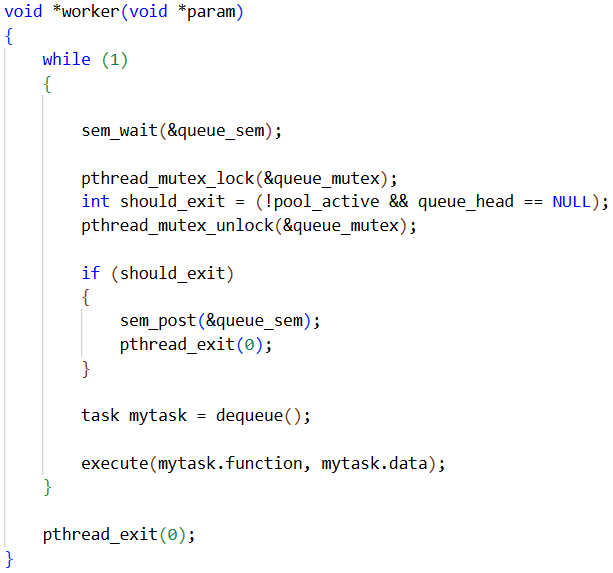 void *worker(void *param)
{
    while (1)
    {

        sem_wait(&queue_sem);

        pthread_mutex_lock(&queue_mutex);
        int should_exit = (!pool_active && queue_head == NULL);
        pthread_mutex_unlock(&queue_mutex);

        if (should_exit)
        {
            sem_post(&queue_sem);
            pthread_exit(0);
        }

        task mytask = dequeue();

        execute(mytask.function, mytask.data);
    }

    pthread_exit(0);
}